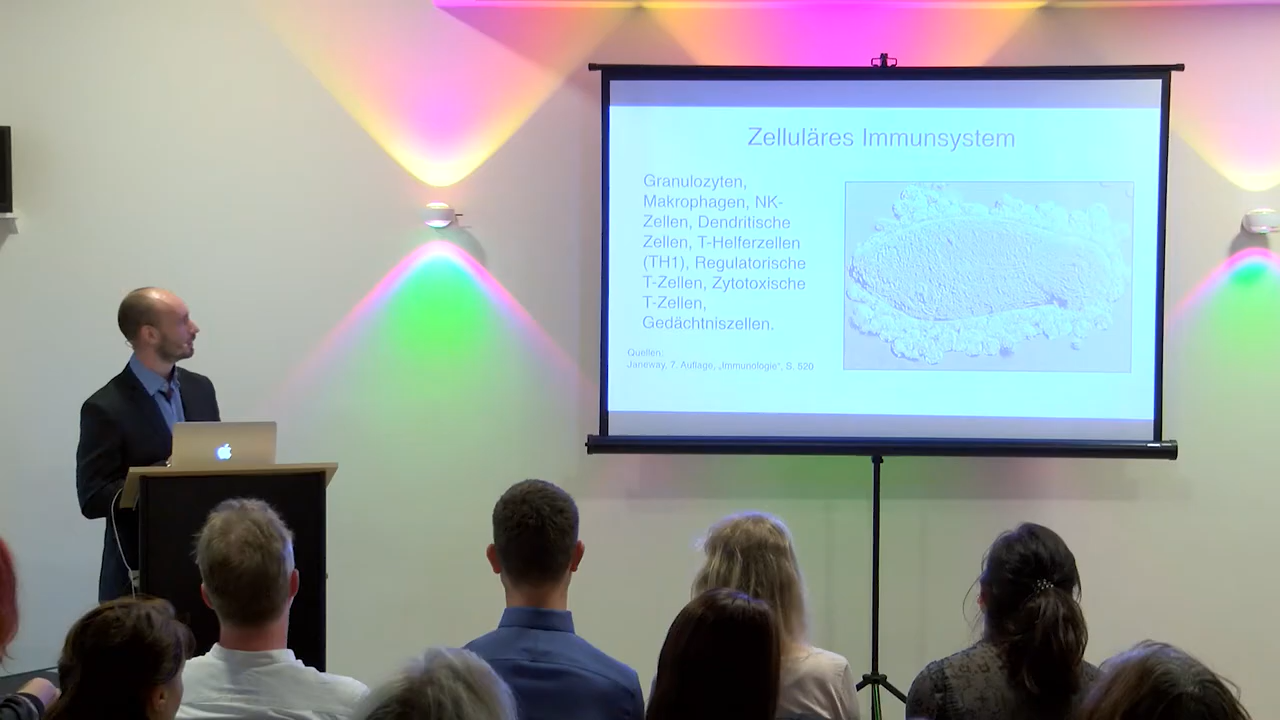 Zelluläres Immunsystem
Granulozyten,
Makrophagen, NK-
Zellen, Dendritische
Zellen, T-Helferzellen
(TH1), Regulatorische
T-Zellen, Zytotoxische
T-Zellen,
Gedächtniszellen.
Quellen:
Janeway, 7. Auflage, „Immunologie“, S. 520